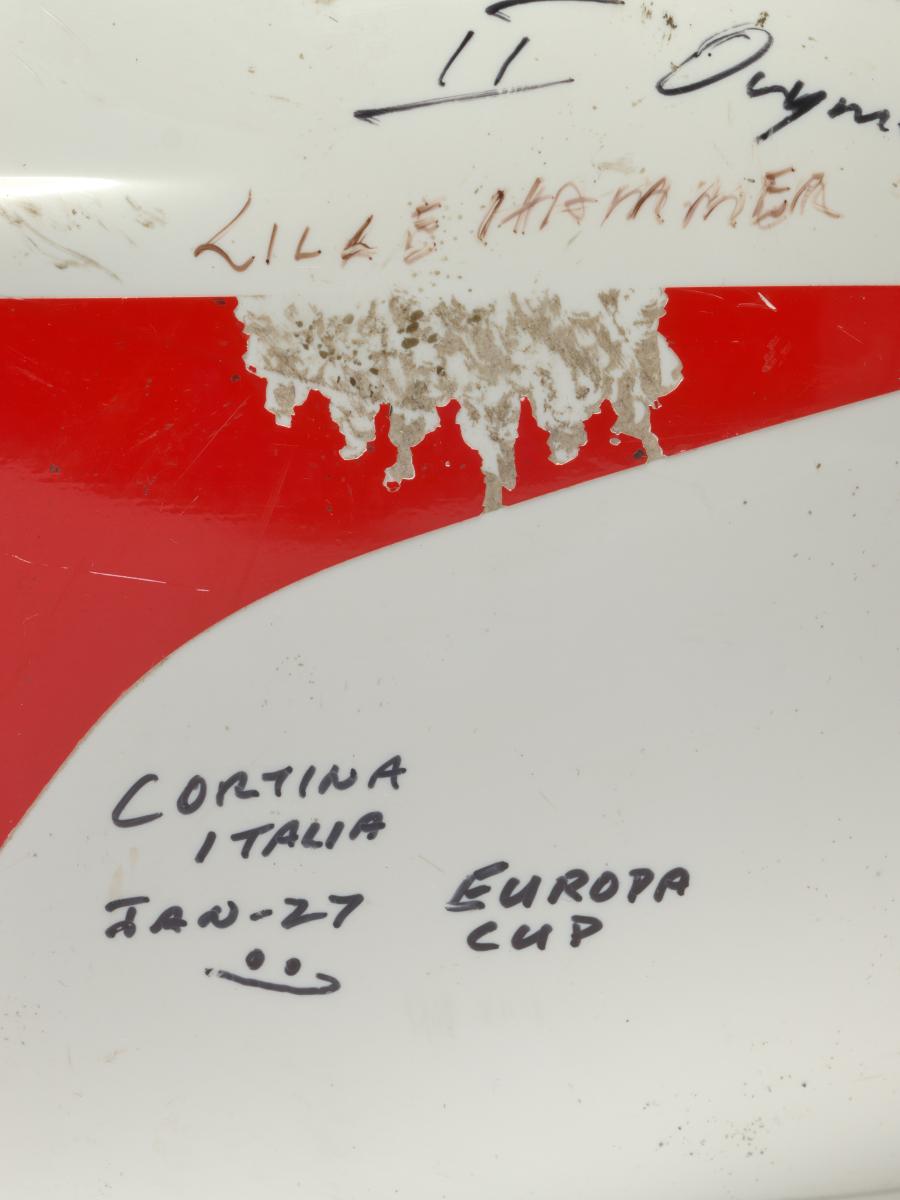 II
LILLEHAMMER
CORTINA
ITALIA
JAN-27
EUROPA
CUP